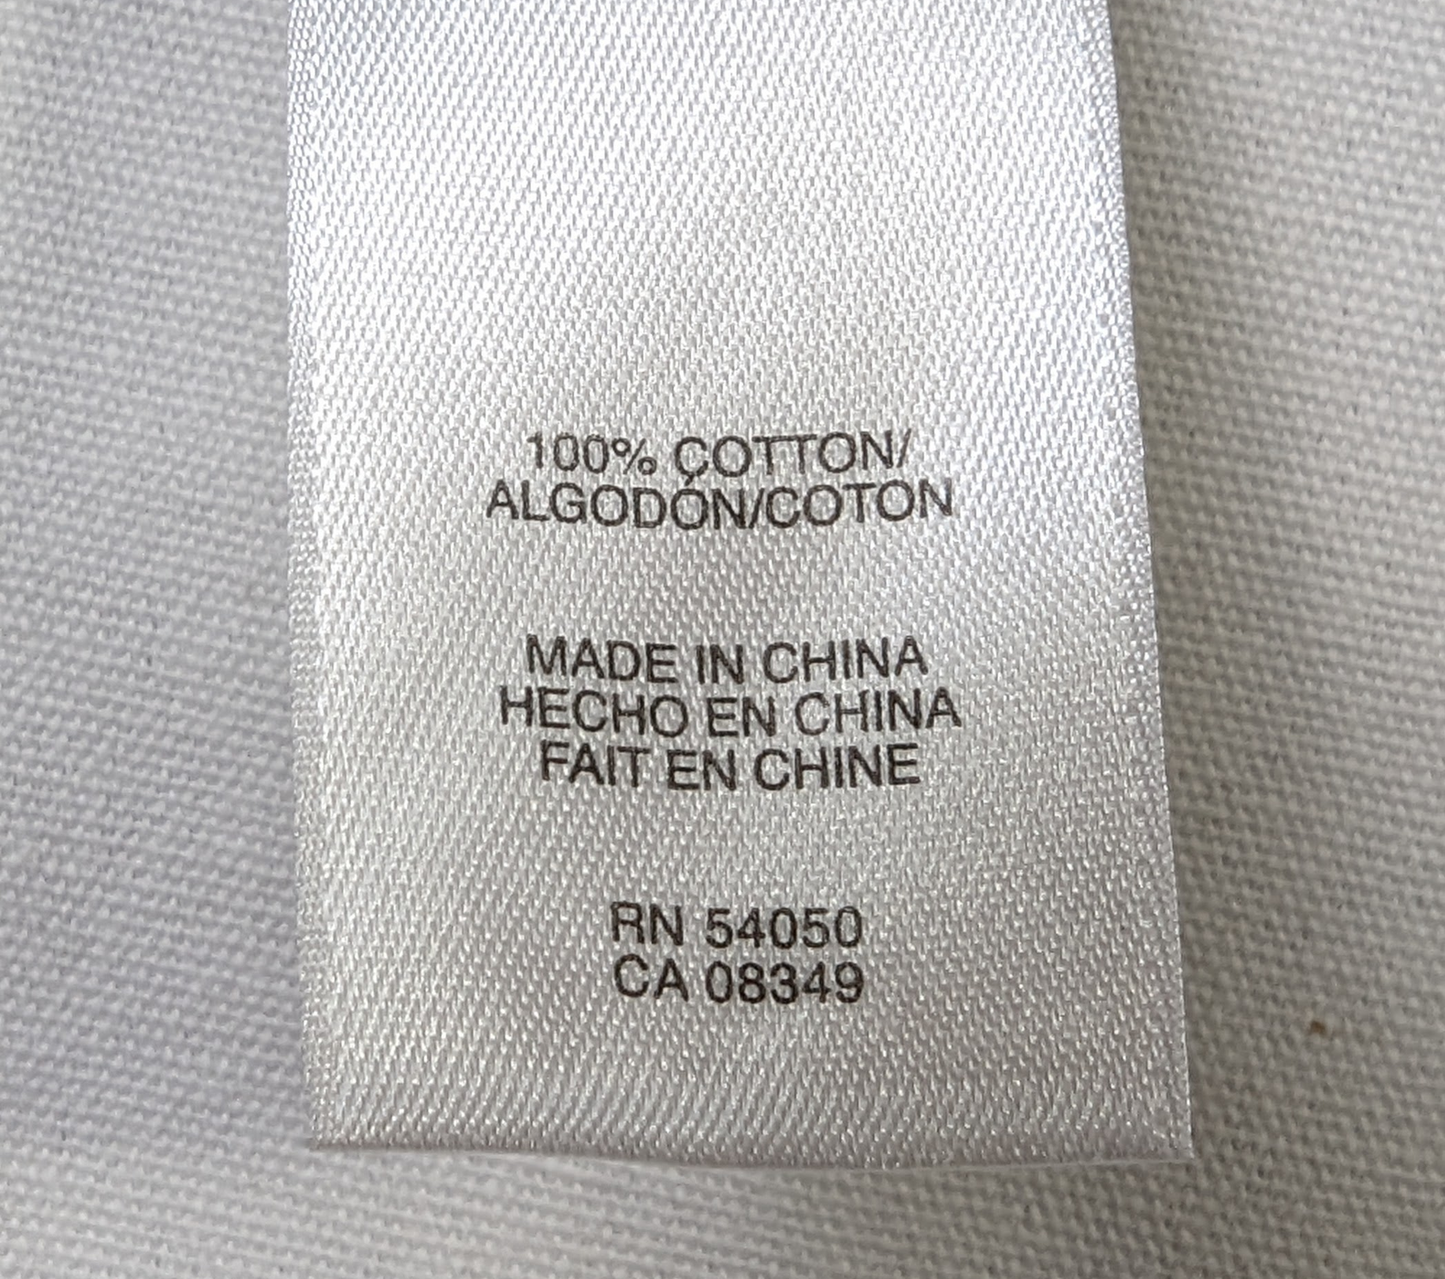 100% COTTON/
ALGODÓN/COTON
MADE IN CHINA
HECHO EN CHINA
FAIT EN CHINE
RN 54050
CA 08349